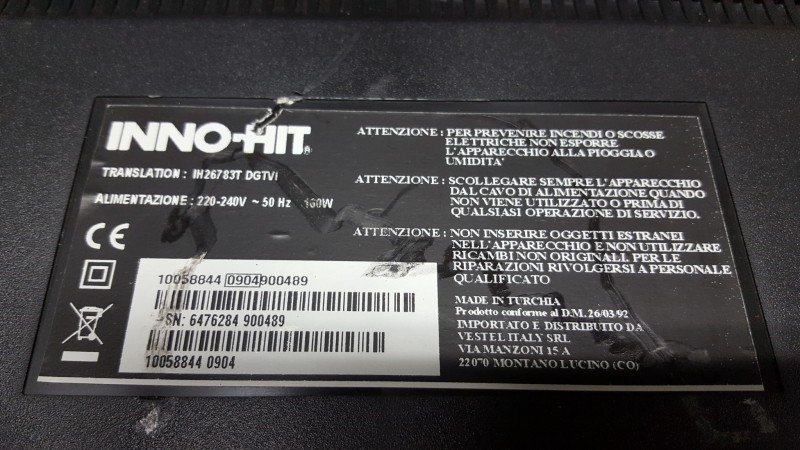 INNO-HIT
TRANSLATION : IH26783T DGTVI
ALIMENTAZIONE : 220-240V ~ 50 Hz 160W
CE
10058844 0904900489
SN: 6476284 900489
10058844 0904
ATTENZIONE : PER PREVENIRE INCENDI O SCOSSE
ELETTRICHE NON ESPORRE
L'APPARECCHIO ALLA PIOGGIA O
UMIDITA'
ATTENZIONE : SCOLLEGARE SEMPRE L'APPARECCHIO
DAL CAVO DI ALIMENTAZIONE QUANDO
NON VIENE UTILIZZATO O PRIMA DI
QUALSIASI OPERAZIONE DI SERVIZIO.
ATTENZIONE : NON INSERIRE OGGETTI ESTRANEI
NELL'APPARECCHIO E NON UTILIZZARE
RICAMBI NON ORIGINALI. PER LE
RIPARAZIONI RIVOLGERSI A PERSONALE
QUALIFICATO
MADE IN TURCHIA
Prodotto conforme al D.M. 26/03/92
IMPORTATO E DISTRIBUITO DA
VESTEL ITALY SRL
VIA MANZONI 15 A
22070 MONTANO LUCINO (CO)